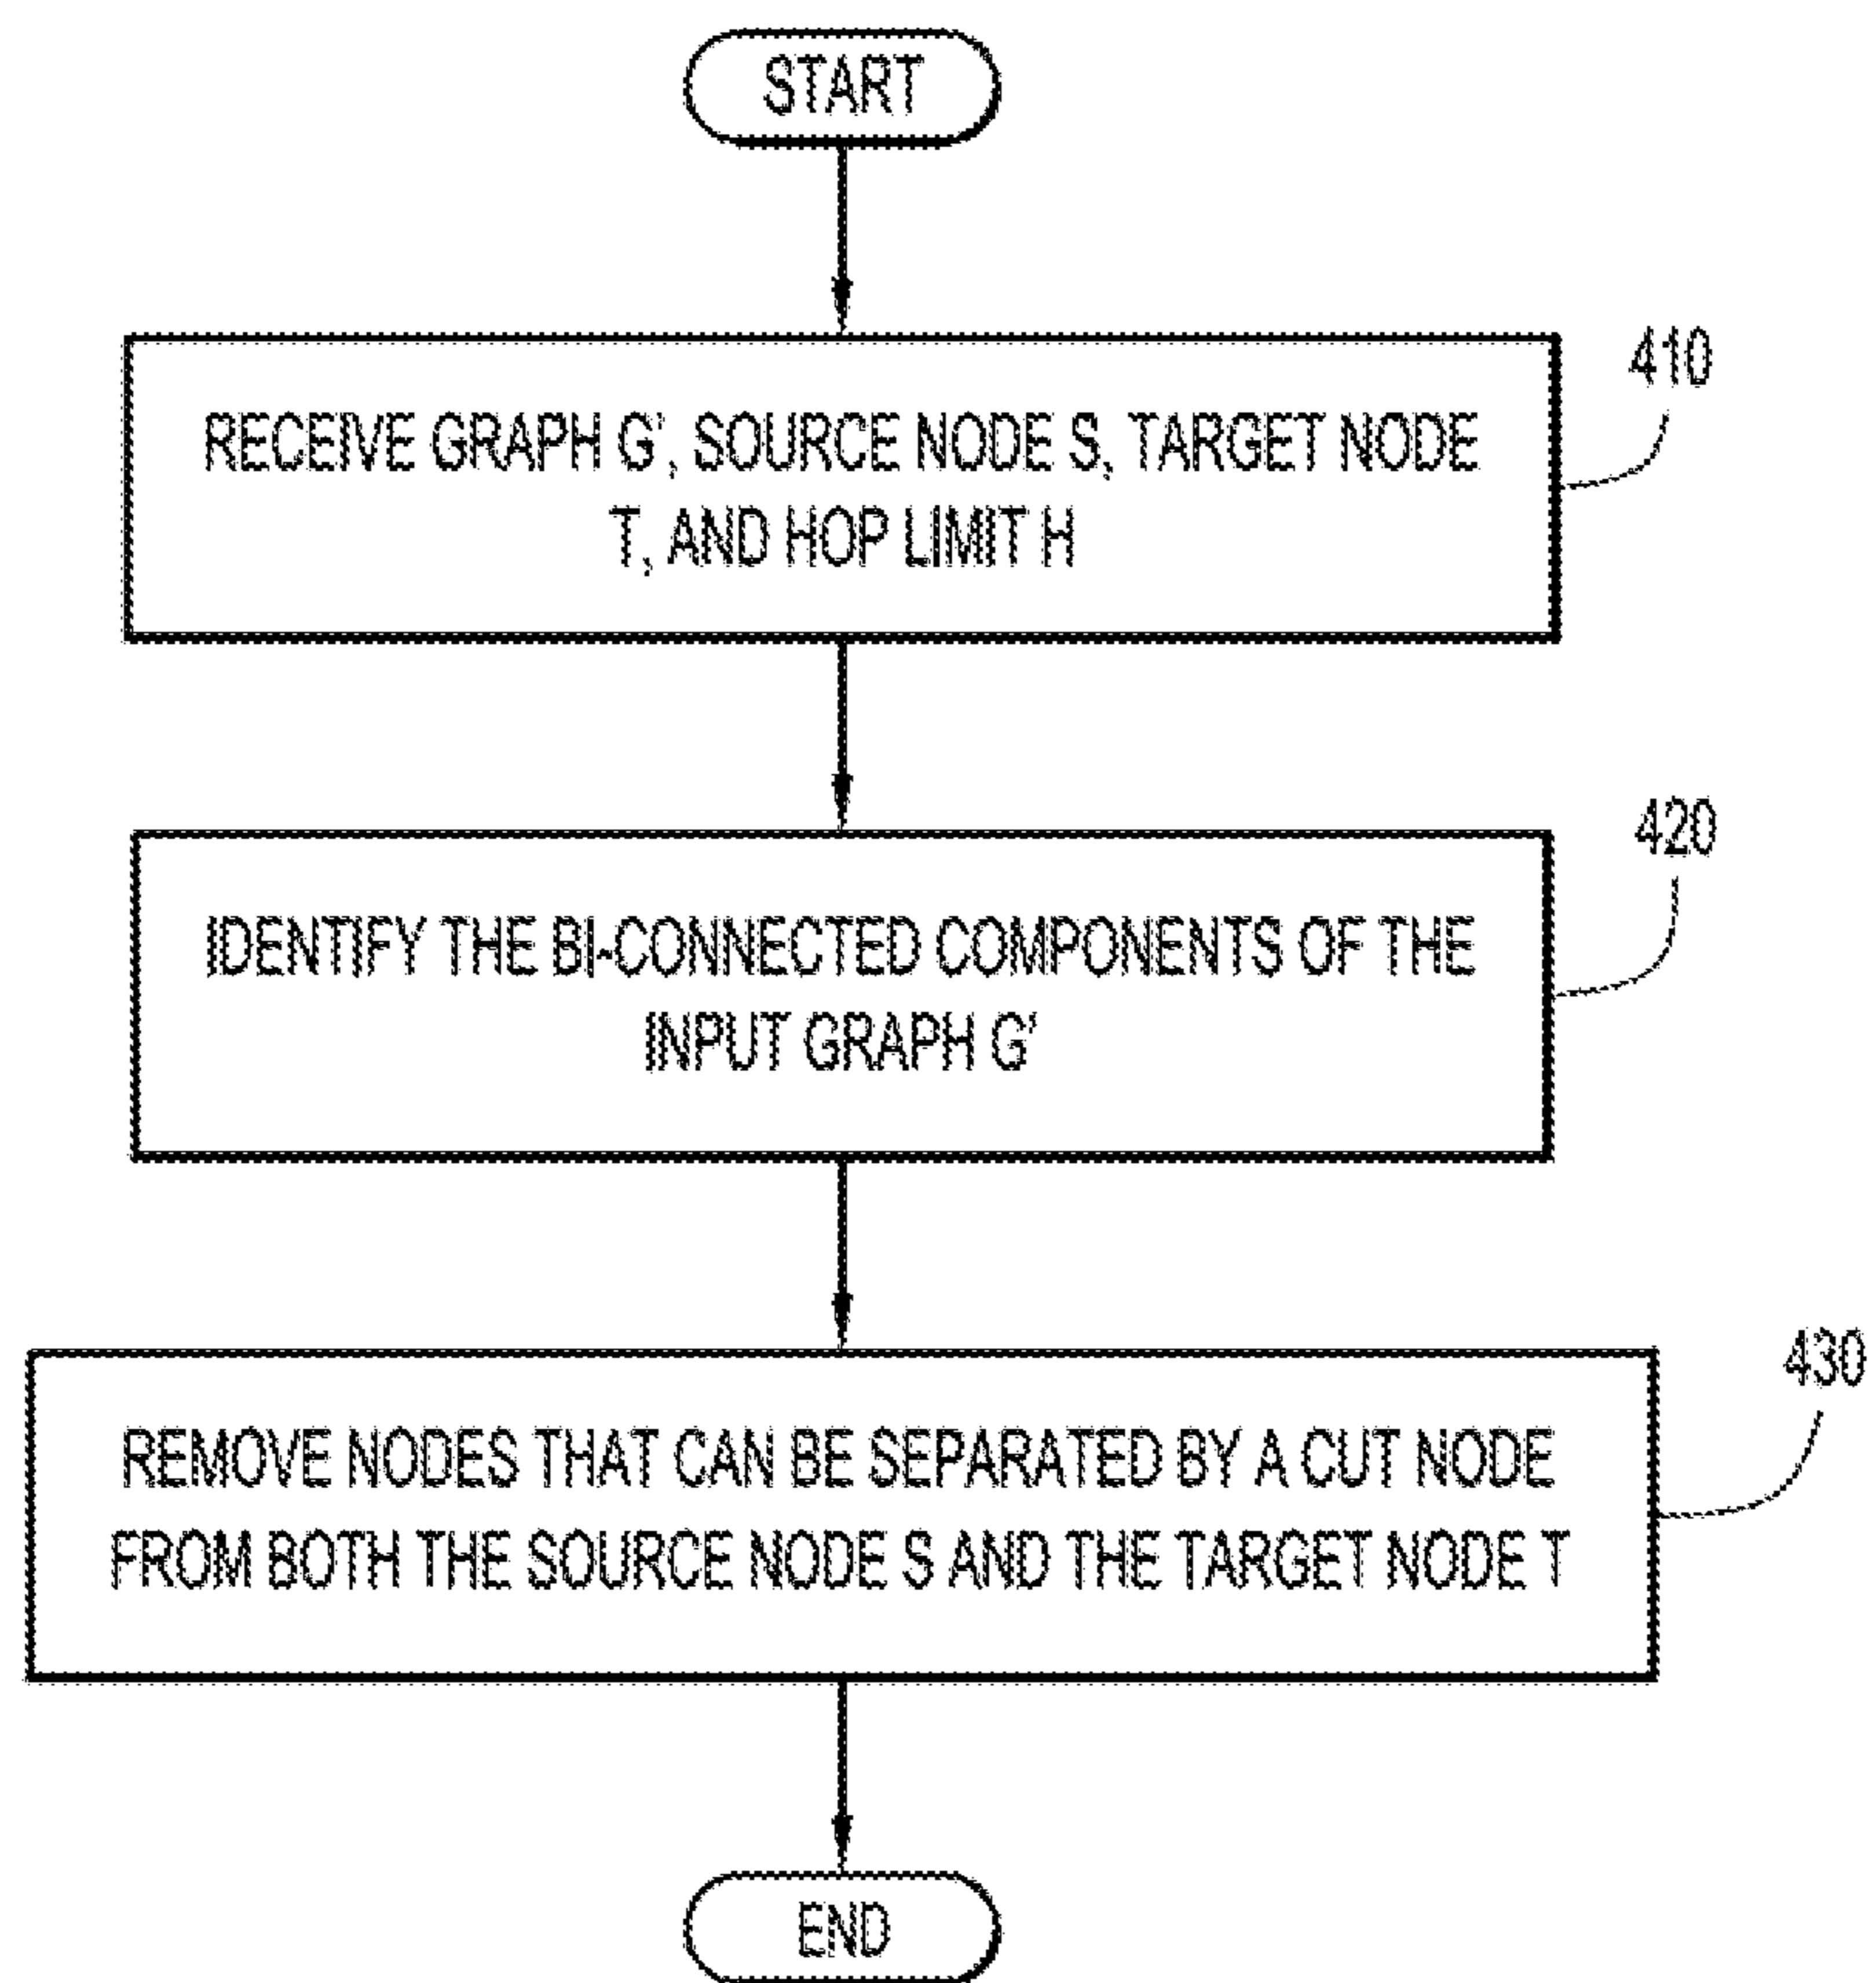 START
410
RECEIVE GRAPH G', SOURCE NODE S, TARGET NODE
T, AND HOP LIMIT H
420
IDENTIFY THE BI-CONNECTED COMPONENTS OF THE
INPUT GRAPH G'
430
REMOVE NODES THAT CAN BE SEPARATED BY A CUT NODE
FROM BOTH THE SOURCE NODE S AND THE TARGET NODE T
END